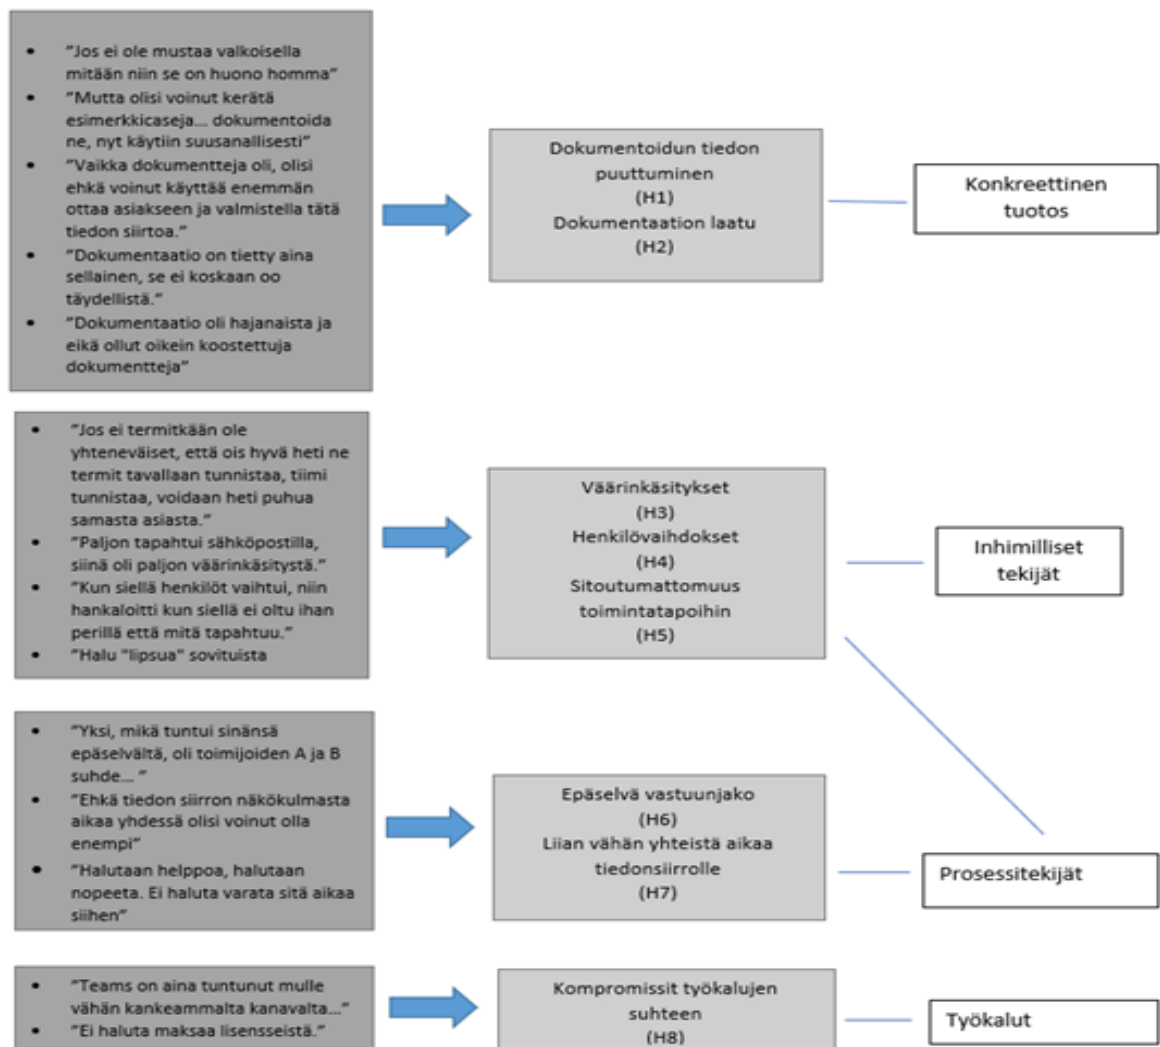 • "Jos ei ole mustaa valkoisella
mitään niin se on huono homma"
• "Mutta olisi voinut kerätä
esimerkkicaseja... dokumentoida
ne, nyt käytiin suusanallisesti"
• "Vaikka dokumentteja oli, olisi
ehkä voinut käyttää enemmän
ottaa asiakseen ja valmistella tätä
tiedon siirtoa."
• "Dokumentaatio on tietty aina
sellainen, se ei koskaan oo
täydellistä."
• "Dokumentaatio oli hajanaista ja
eikä ollut oikein koostettuja
dokumentteja"
Dokumentoidun tiedon
puuttuminen
(H1)
Dokumentaation laatu
(H2)
Konkreettinen
tuotos
• "Jos ei termitkään ole
yhteneväiset, että ois hyvä heti ne
termit tavallaan tunnistaa, tiimi
tunnistaa, voidaan heti puhua
samasta asiasta."
• "Paljon tapahtui sähköpostilla,
siinä oli paljon väärinkäsitystä."
• "Kun siellä henkilöt vaihtui, niin
hankaloitti kun siellä ei oltu ihan
perillä että mitä tapahtuu."
• "Halu "lipsua" sovituista
Väärinkäsitykset
(H3)
Henkilövaihdokset
(H4)
Sitoutumattomuus
toimintatapoihin
(H5)
Inhimilliset
tekijät
• "Yksi, mikä tuntui sinänsä
epäselvältä, oli toimijoiden A ja B
suhde... "
• "Ehkä tiedon siirron näkökulmasta
aikaa yhdessä olisi voinut olla
enempi"
• "Halutaan helppoa, halutaan
nopeeta. Ei haluta varata sitä aikaa
siihen"
Epäselvä vastuunjako
(H6)
Liian vähän yhteistä aikaa
tiedonsiirrolle
(H7)
Prosessitekijät
• "Teams on aina tuntunut mulle
vähän kankeammalta kanavalta..."
• "Ei haluta maksaa lisensseistä."
Kompromissit työkalujen
suhteen
(H8)
Työkalut